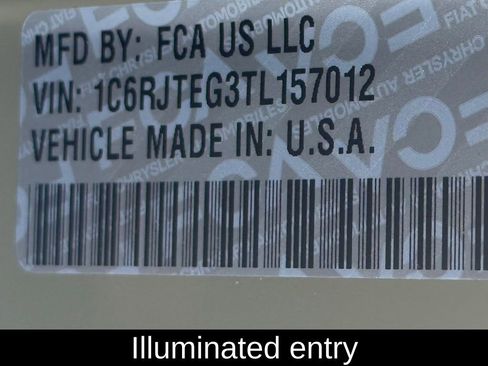 MFD BY: FCA US LLC
VIN: 1C6RJTEG3TL157012
VEHICLE MADE IN: U.S.A.
Illuminated entry